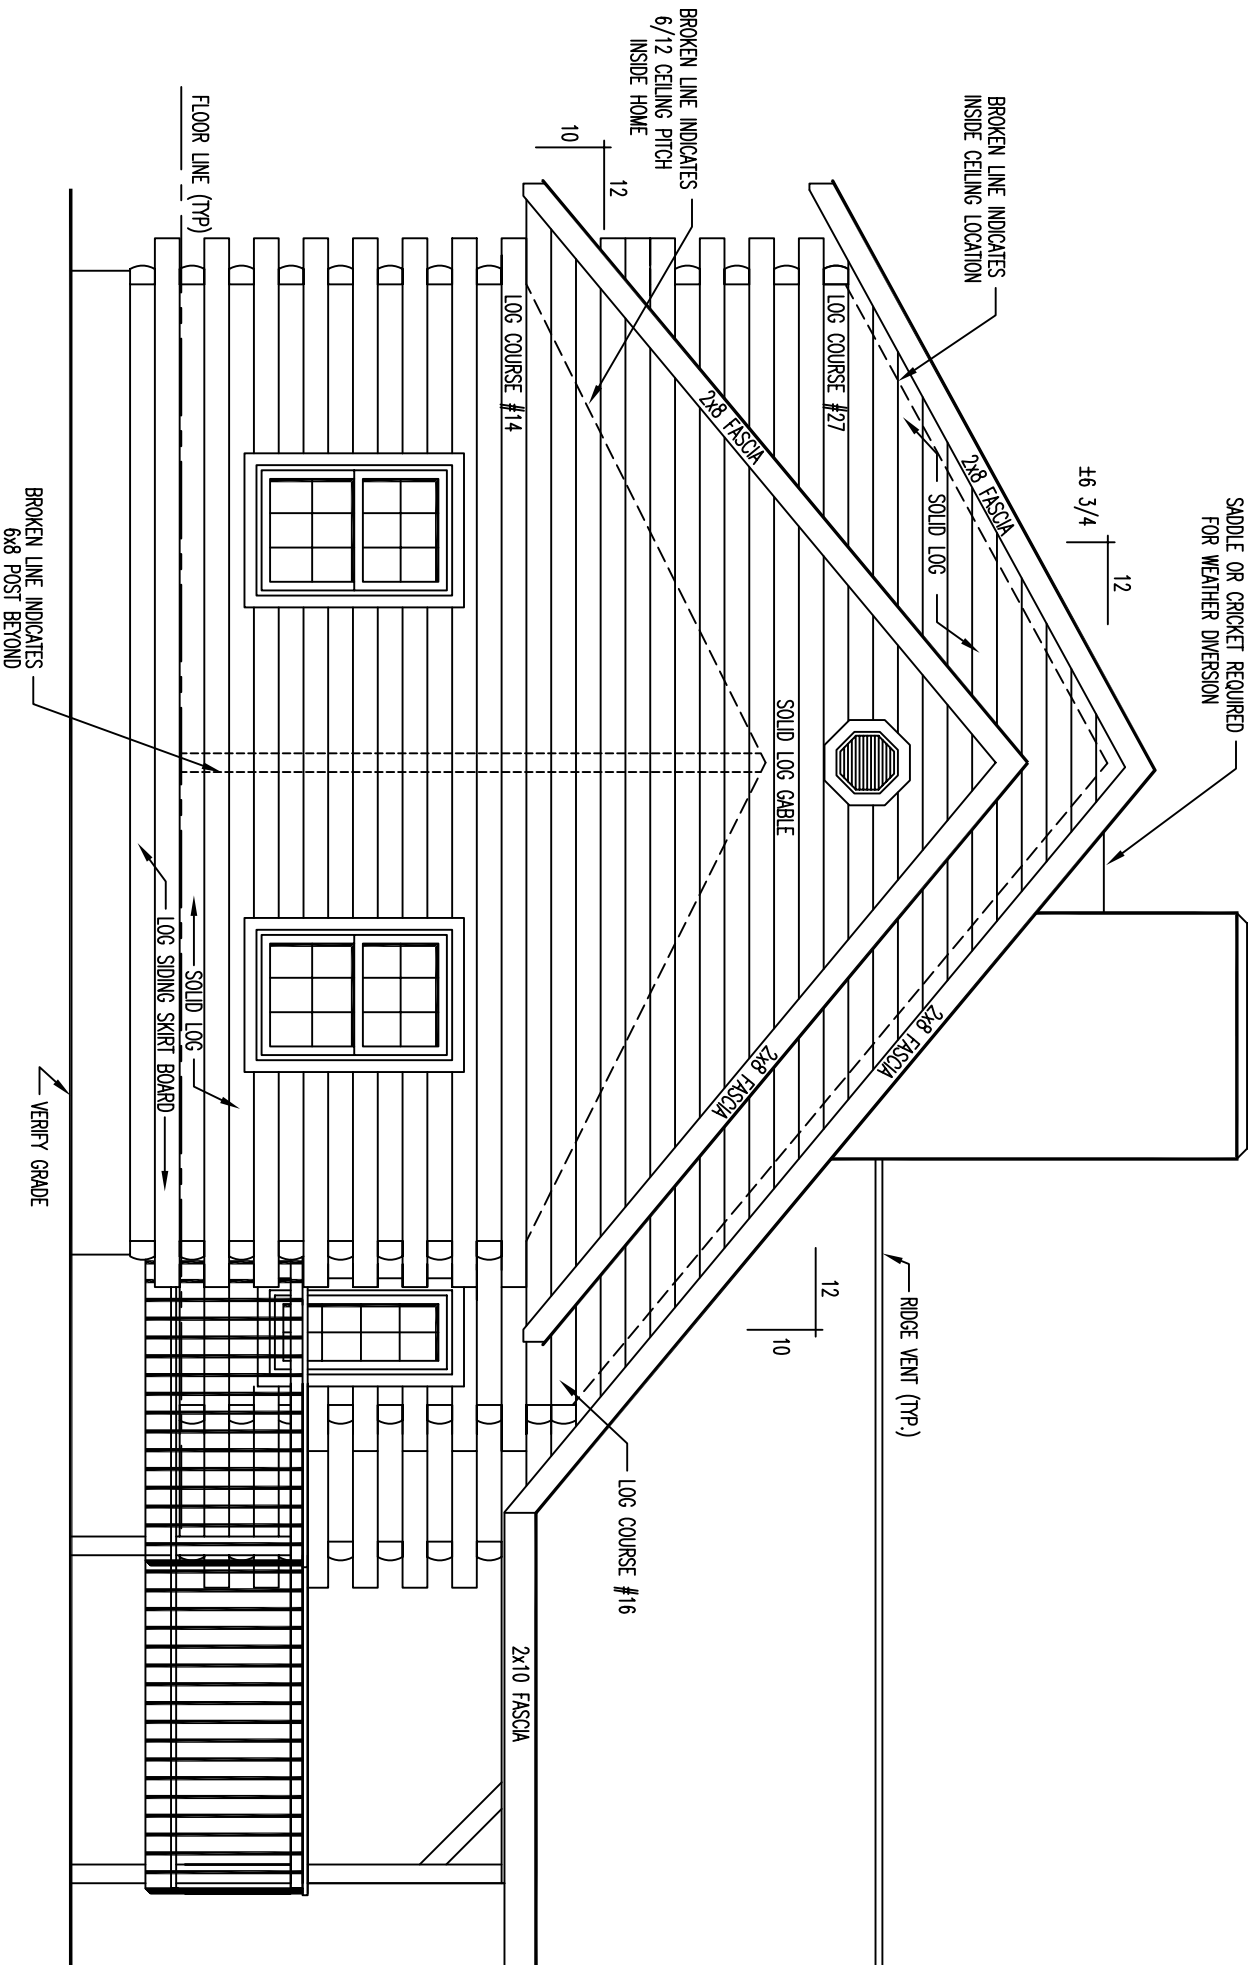 SADDLE OR CRICKET REQUIRED
FOR WEATHER DIVERSION
12
±6 3/4
BROKEN LINE INDICATES
INSIDE CEILING LOCATION
2x8 FASCIA
SOLID LOG
LOG COURSE #27
BROKEN LINE INDICATES
6/12 CEILING PITCH
INSIDE HOME
12
10
2x8 FASCIA
LOG COURSE #14
SOLID LOG GABLE
2x8 FASCIA
2x8 FASCIA
RIDGE VENT (TYP.)
12
10
LOG COURSE #16
2x10 FASCIA
FLOOR LINE (TYP)
SOLID LOG
LOG SIDING SKIRT BOARD
BROKEN LINE INDICATES
6x8 POST BEYOND
VERIFY GRADE